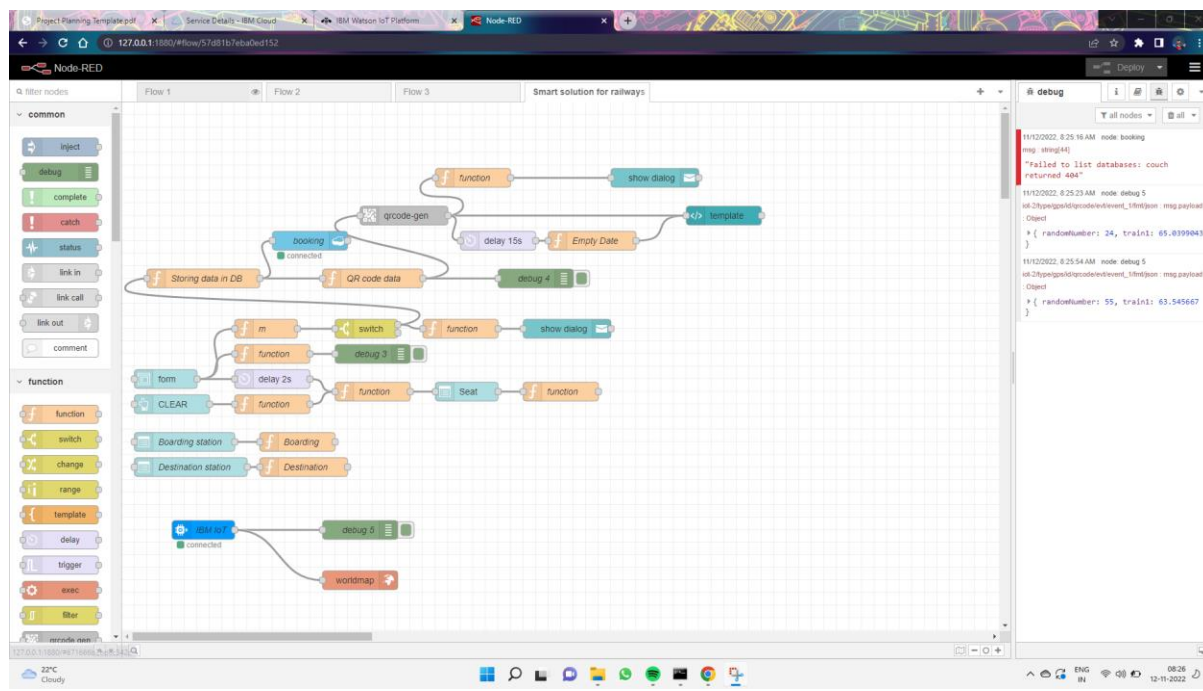 Project Planning Template.pdf
Service Details - IBM Cloud
IBM Watson IoT Platform
Node-RED
127.0.0.1:1880/#flow/57d81b7eba0ed152
Node-RED
Deploy
filter nodes
Flow 1
Flow 2
Flow 3
Smart solution for railways
debug
all nodes
all
common
inject
debug
complete
catch
status
link in
link call
link out
comment
function
function
switch
change
range
template
delay
trigger
exec
filter
qrcode gen
function
show dialog
qrcode-gen
template
booking
connected
delay 15s
Empty Date
Storing data in DB
QR code data
debug 4
m
switch
function
show dialog
function
debug 3
form
delay 2s
function
Seat
function
CLEAR
function
Boarding station
Boarding
Destination station
Destination
IBM IoT
connected
debug 5
worldmap
11/12/2022, 8:25:16 AM node: booking
msg : string[44]
"Failed to list databases: couch
returned 404"
11/12/2022, 8:25:23 AM node: debug 5
iot-2/type/gps/id/qrcode/evt/event_1/fmt/json : msg.payload
: Object
{ randomNumber: 24, train1: 65.0399043
}
11/12/2022, 8:25:54 AM node: debug 5
iot-2/type/gps/id/qrcode/evt/event_1/fmt/json : msg.payload
: Object
{ randomNumber: 55, train1: 63.545667
}
22°C
Cloudy
ENG
IN
08:26
12-11-2022